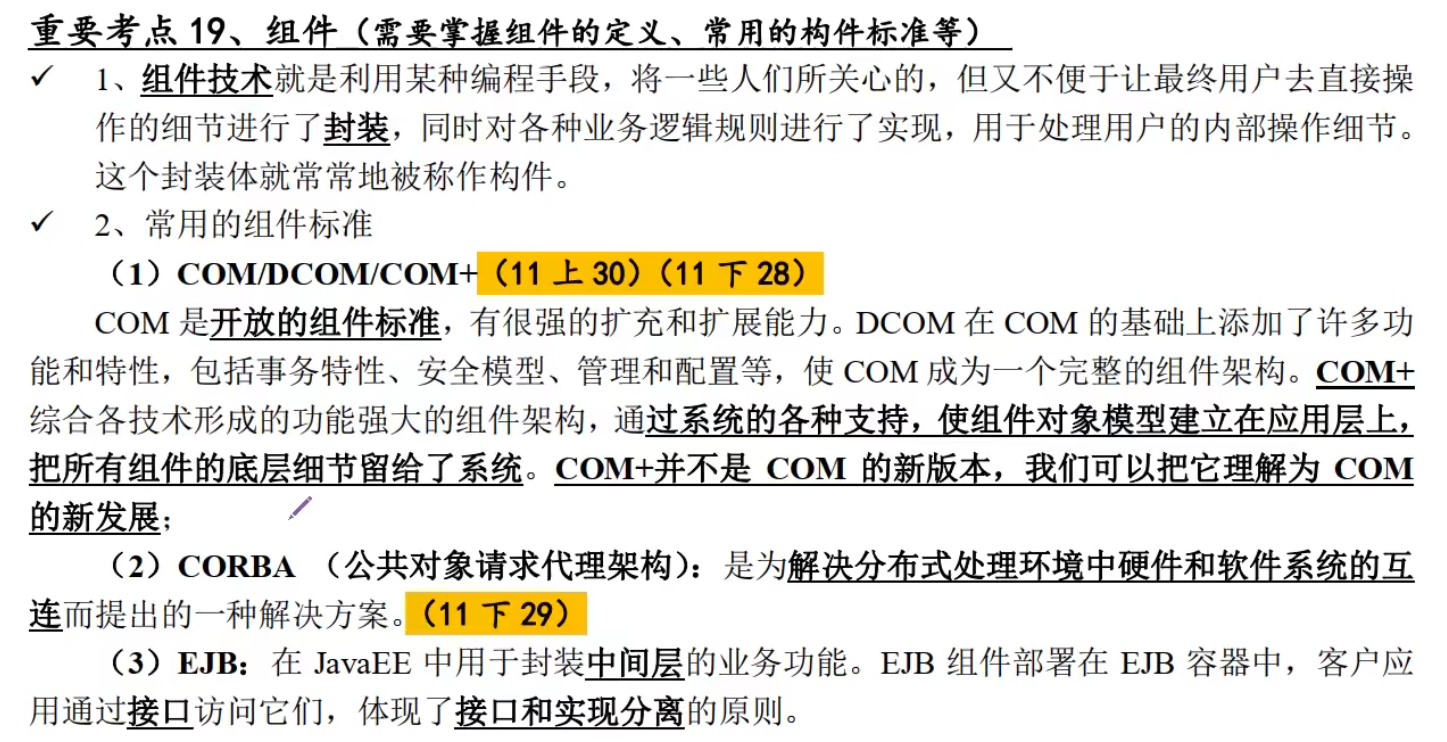 重要考点 19、组件（需要掌握组件的定义、常用的构件标准等）
✓ 1、组件技术就是利用某种编程手段，将一些人们所关心的，但又不便于让最终用户去直接操
作的细节进行了封装，同时对各种业务逻辑规则进行了实现，用于处理用户的内部操作细节。
这个封装体就常常地被称作构件。
✓ 2、常用的组件标准
（1）COM/DCOM/COM+（11 上 30）（11 下 28）
COM 是开放的组件标准，有很强的扩充和扩展能力。DCOM 在 COM 的基础上添加了许多功
能和特性，包括事务特性、安全模型、管理和配置等，使 COM 成为一个完整的组件架构。COM+
综合各技术形成的功能强大的组件架构，通过系统的各种支持，使组件对象模型建立在应用层上，
把所有组件的底层细节留给了系统。COM+并不是 COM 的新版本，我们可以把它理解为 COM
的新发展；
（2）CORBA （公共对象请求代理架构）：是为解决分布式处理环境中硬件和软件系统的互
连而提出的一种解决方案。（11 下 29）
（3）EJB：在 JavaEE 中用于封装中间层的业务功能。EJB 组件部署在 EJB 容器中，客户应
用通过接口访问它们，体现了接口和实现分离的原则。